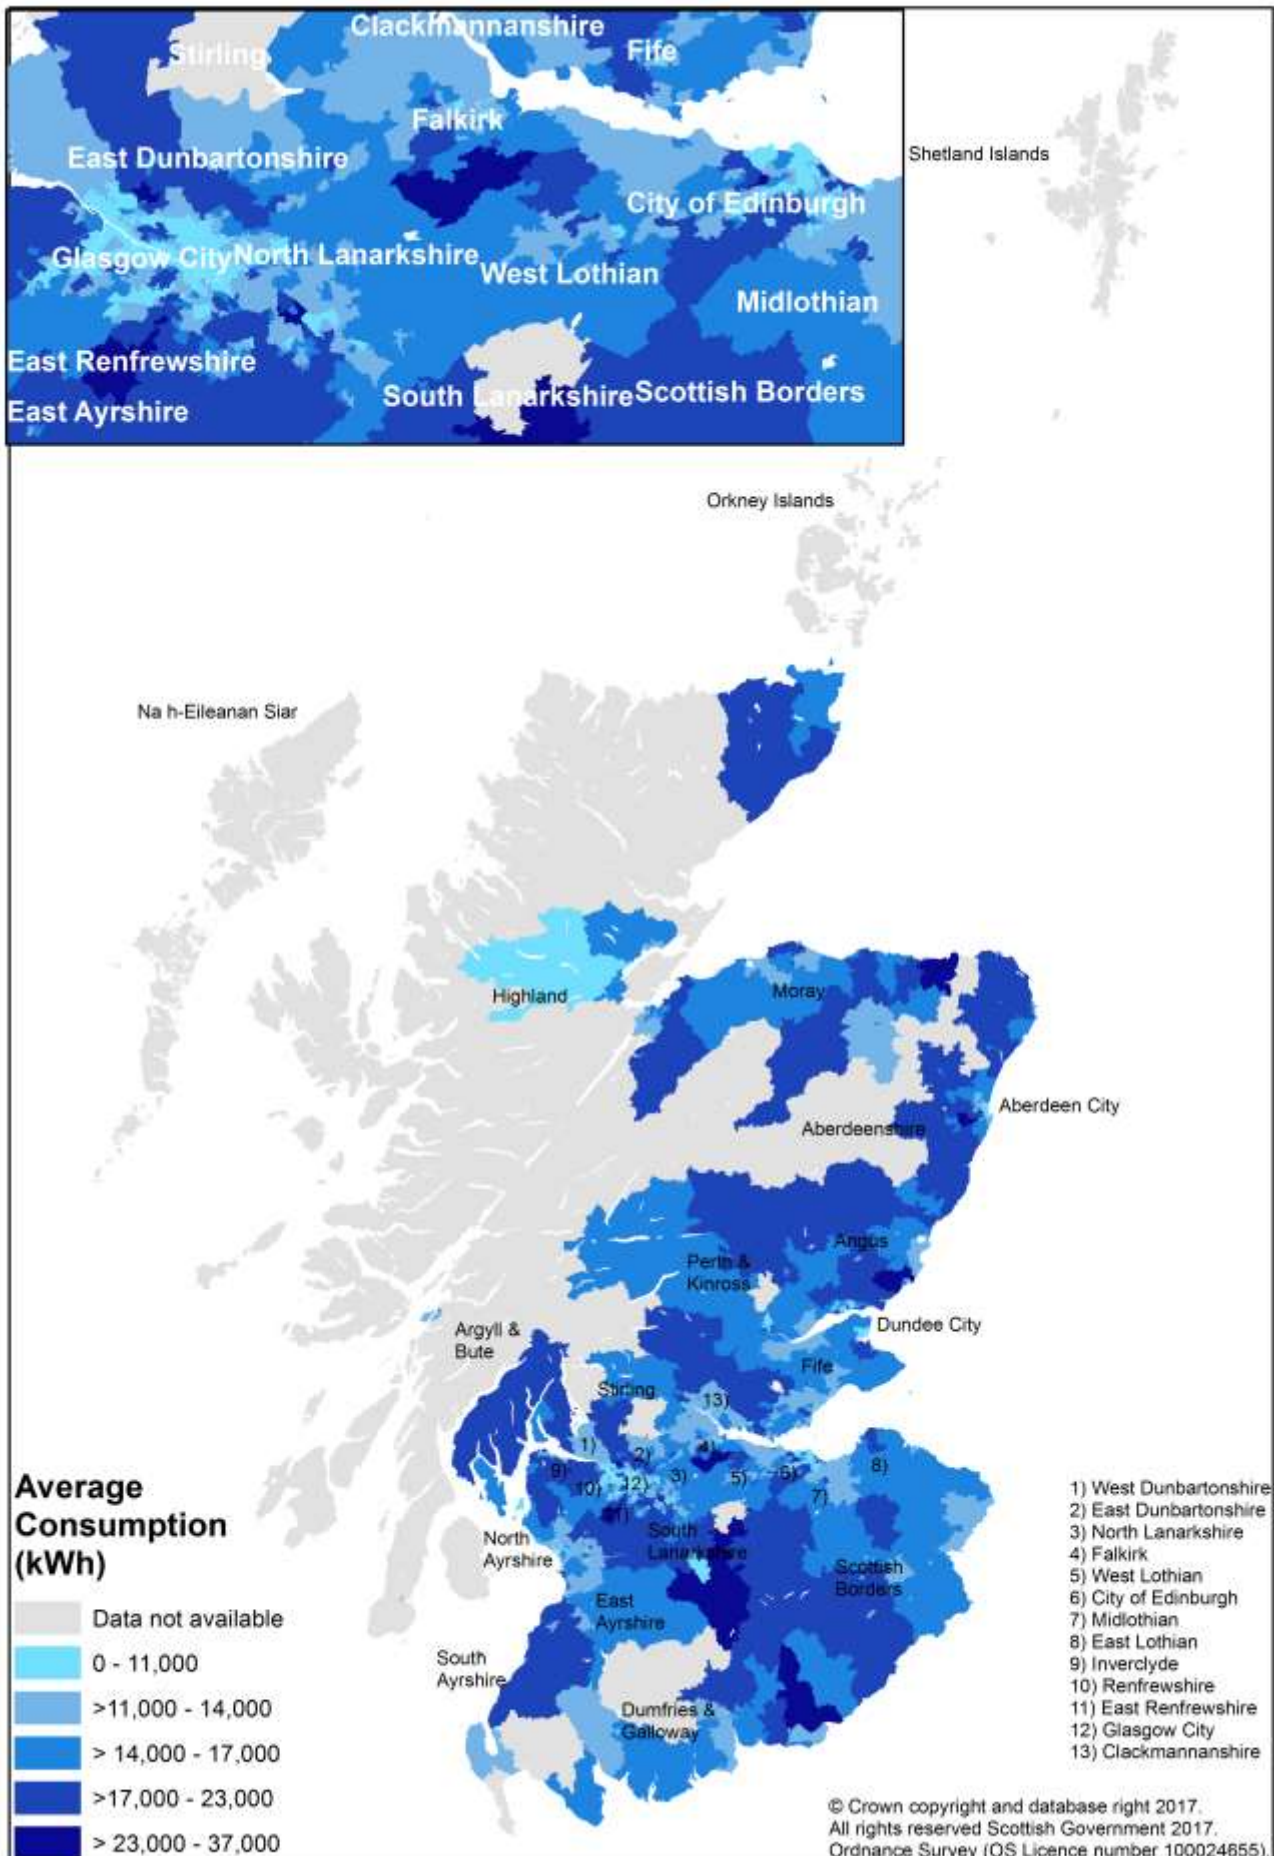 Clackmannanshire
Stirling
Fife
Falkirk
East Dunbartonshire
City of Edinburgh
Glasgow City
North Lanarkshire
West Lothian
Midlothian
East Renfrewshire
South Lanarkshire
Scottish Borders
East Ayrshire
Shetland Islands
Orkney Islands
Na h-Eileanan Siar
Highland
Moray
Aberdeen City
Aberdeenshire
Angus
Perth &
Kinross
Dundee City
Argyll &
Bute
Fife
Stirling
13)
1)
2)
4)
8)
9)
10)
12)
3)
5)
6)
7)
11)
North
Ayrshire
South
Lanarkshire
Scottish
Borders
East
Ayrshire
South
Ayrshire
Dumfries &
Galloway
Average
Consumption
(kWh)
Data not available
0 - 11,000
>11,000 - 14,000
> 14,000 - 17,000
>17,000 - 23,000
> 23,000 - 37,000
1) West Dunbartonshire
2) East Dunbartonshire
3) North Lanarkshire
4) Falkirk
5) West Lothian
6) City of Edinburgh
7) Midlothian
8) East Lothian
9) Inverclyde
10) Renfrewshire
11) East Renfrewshire
12) Glasgow City
13) Clackmannanshire
© Crown copyright and database right 2017.
All rights reserved Scottish Government 2017.
Ordnance Survey (OS Licence number 100024655).